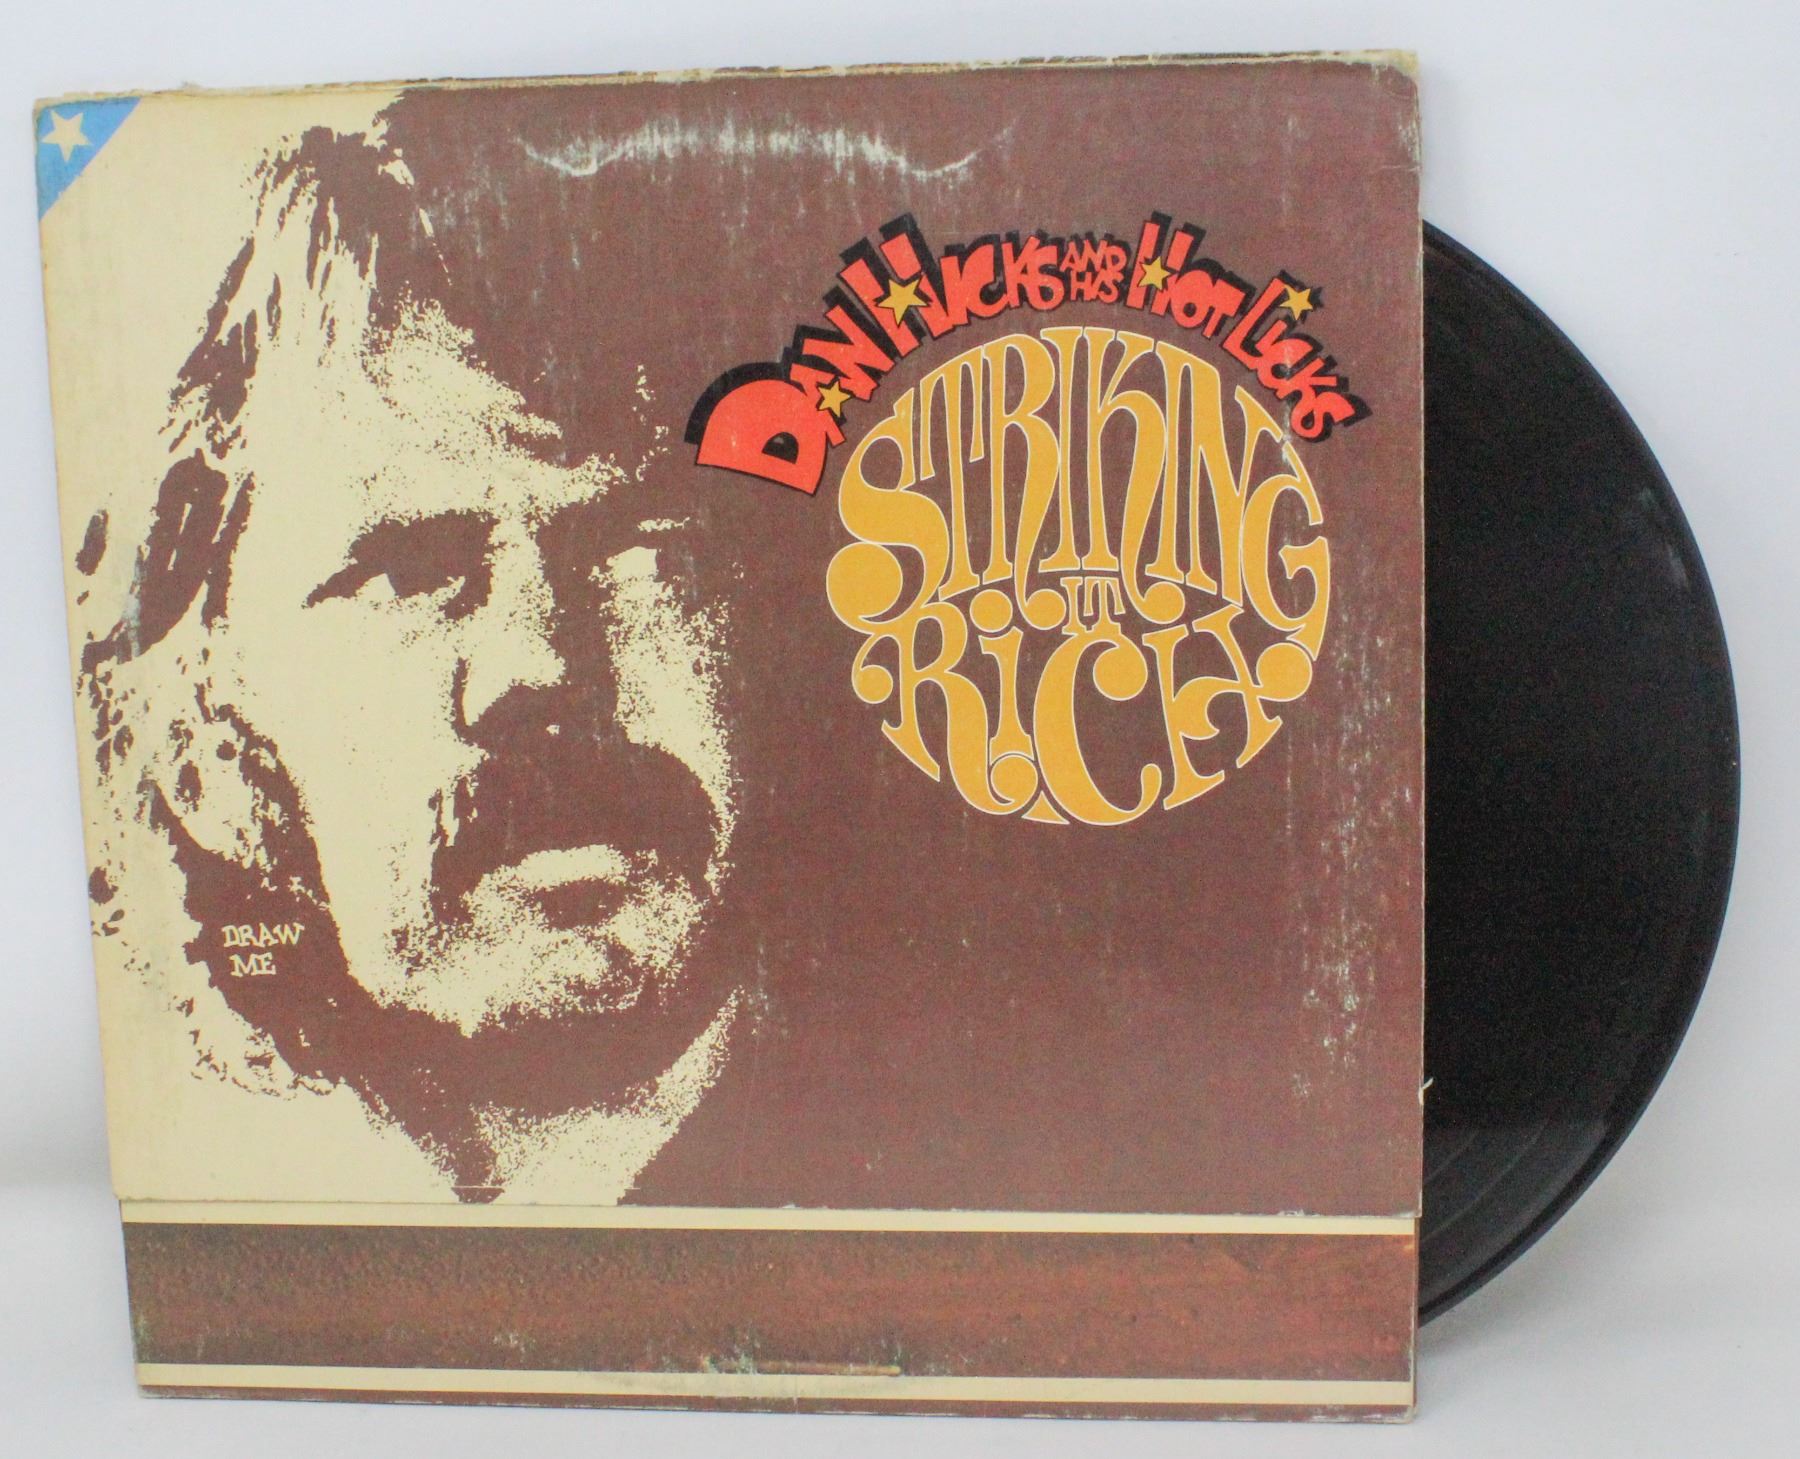 DAN HICKS AND HIS HOT LICKS
STRIKING
IT
RICH
DRAW
ME